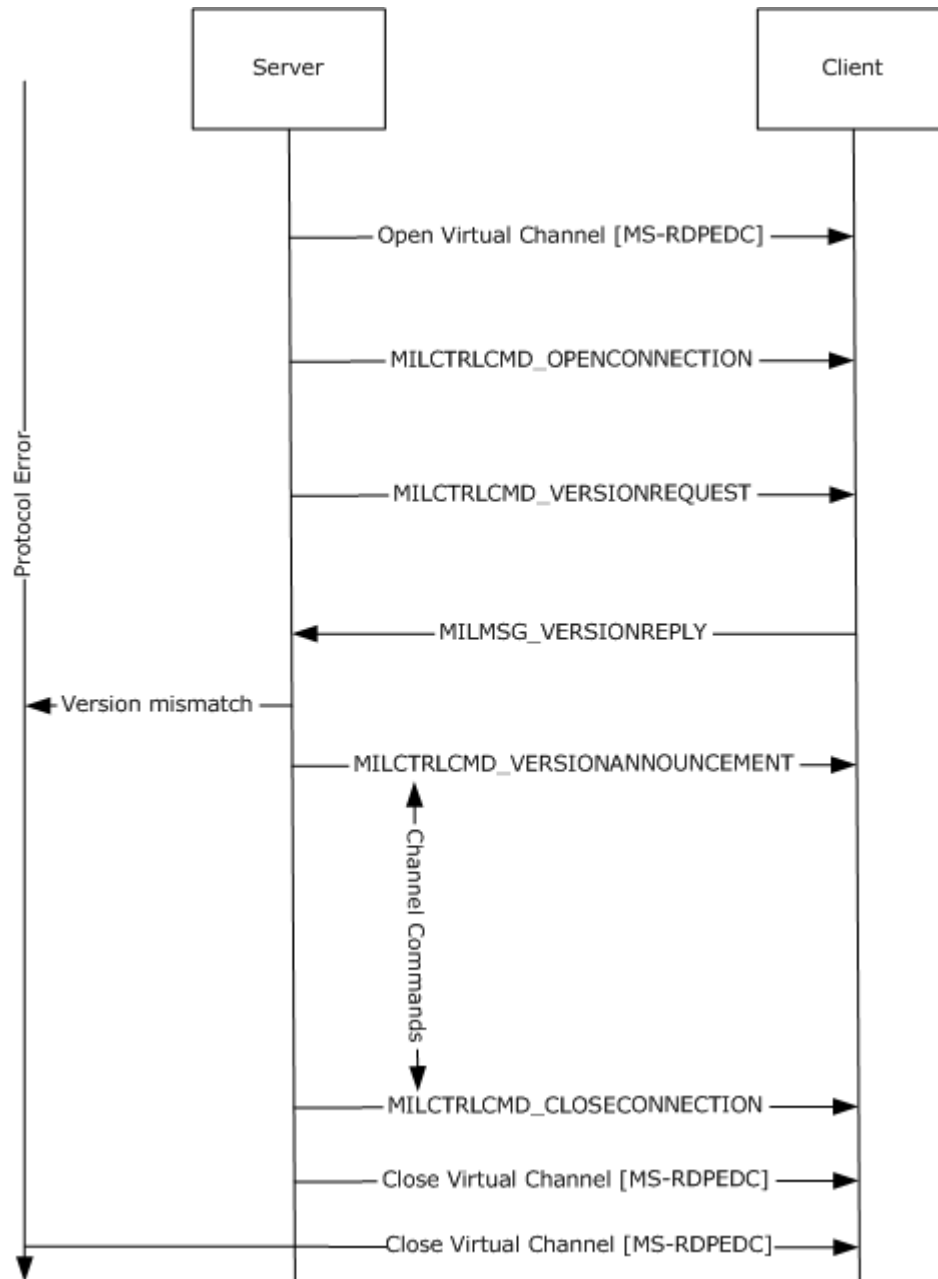 Server
Client
Open Virtual Channel [MS-RDPEDC]
MILCTRLCMD_OPENCONNECTION
Protocol Error
MILCTRLCMD_VERSIONREQUEST
MILMSG_VERSIONREPLY
Version mismatch
MILCTRLCMD_VERSIONANNOUNCEMENT
Channel Commands
MILCTRLCMD_CLOSECONNECTION
Close Virtual Channel [MS-RDPEDC]
Close Virtual Channel [MS-RDPEDC]